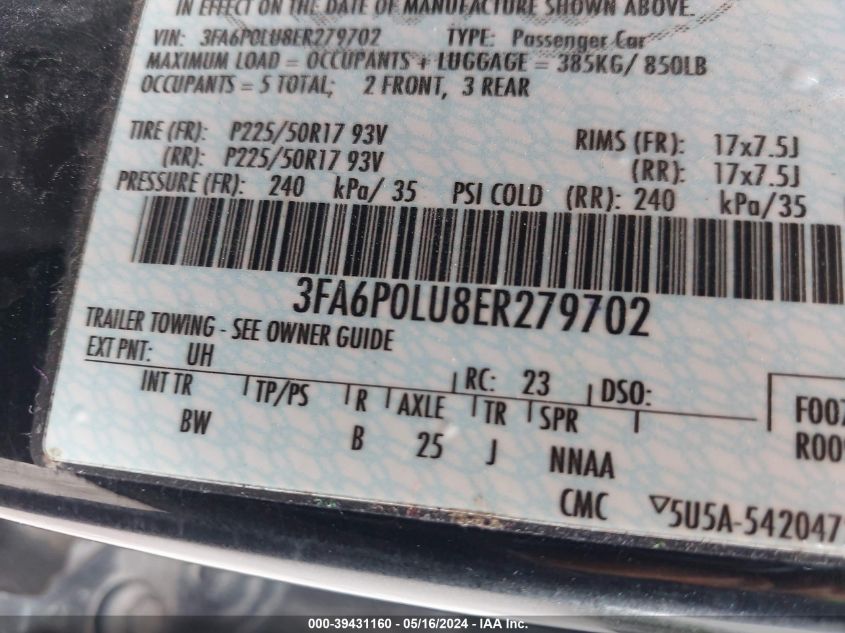 IN EFFECT ON THE DATE OF MANUFACTURE SHOWN ABOVE.
VIN: 3FA6P0LU8ER279702 TYPE: Passenger Car
MAXIMUM LOAD = OCCUPANTS + LUGGAGE = 385KG/ 850LB
OCCUPANTS = 5 TOTAL; 2 FRONT, 3 REAR
TIRE (FR): P225/50R17 93V RIMS (FR): 17x7.5J
(RR): P225/50R17 93V (RR): 17x7.5J
PRESSURE (FR): 240 kPa/ 35 PSI COLD (RR): 240 kPa/35
3FA6P0LU8ER279702
TRAILER TOWING - SEE OWNER GUIDE
EXT PNT: UH RC: 23 DSO:
INT TR TP/PS R AXLE TR SPR F007
BW B 25 J NNAA R009
CMC ▽5U5A-542047
000-39431160 - 05/16/2024 - IAA Inc.